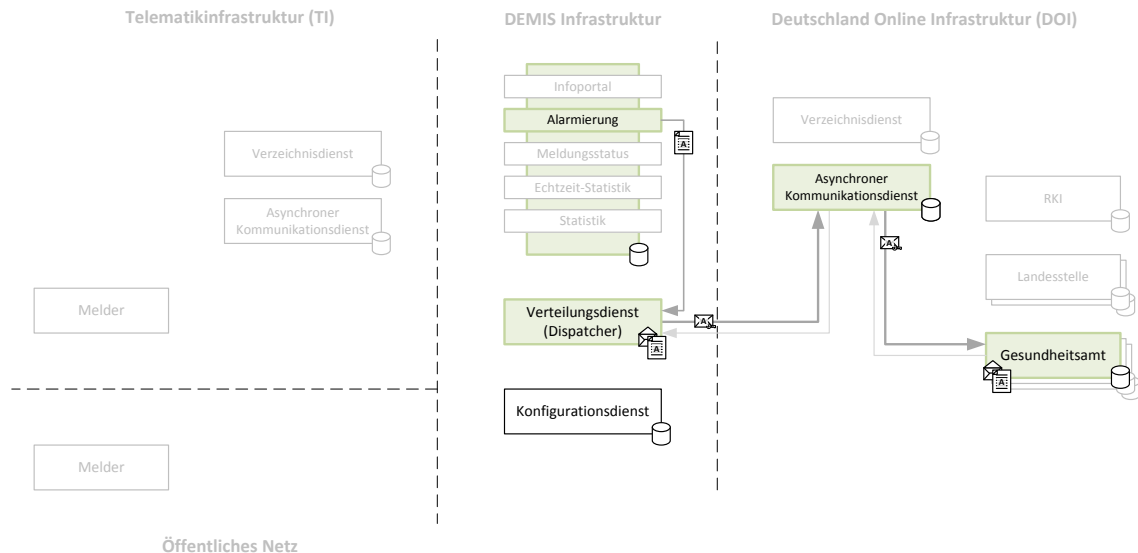 Telematikinfrastruktur (TI)
DEMIS Infrastruktur
Deutschland Online Infrastruktur (DOI)
Infoportal
Alarmierung
A
Meldungsstatus
Echtzeit-Statistik
Statistik
Verzeichnisdienst
Asynchroner
Kommunikationsdienst
Verzeichnisdienst
Asynchroner
Kommunikationsdienst
A
RKI
Landesstelle
Melder
Verteilungsdienst
(Dispatcher)
A
A
Gesundheitsamt
A
Konfigurationsdienst
Melder
Öffentliches Netz